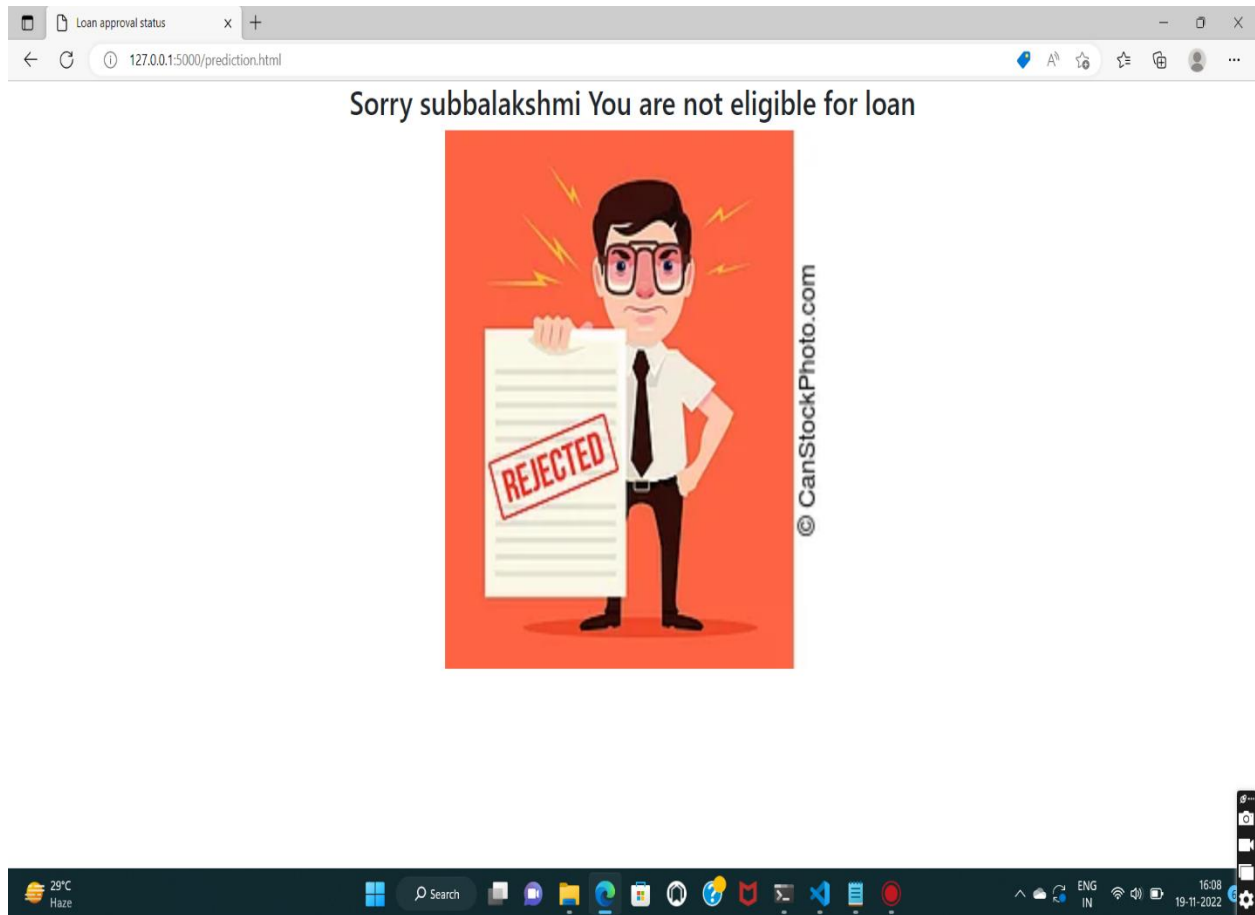 Loan approval status
127.0.0.1:5000/prediction.html
Sorry subbalakshmi You are not eligible for loan
REJECTED
© CanStockPhoto.com
29°C
Haze
Search
ENG
IN
16:08
19-11-2022